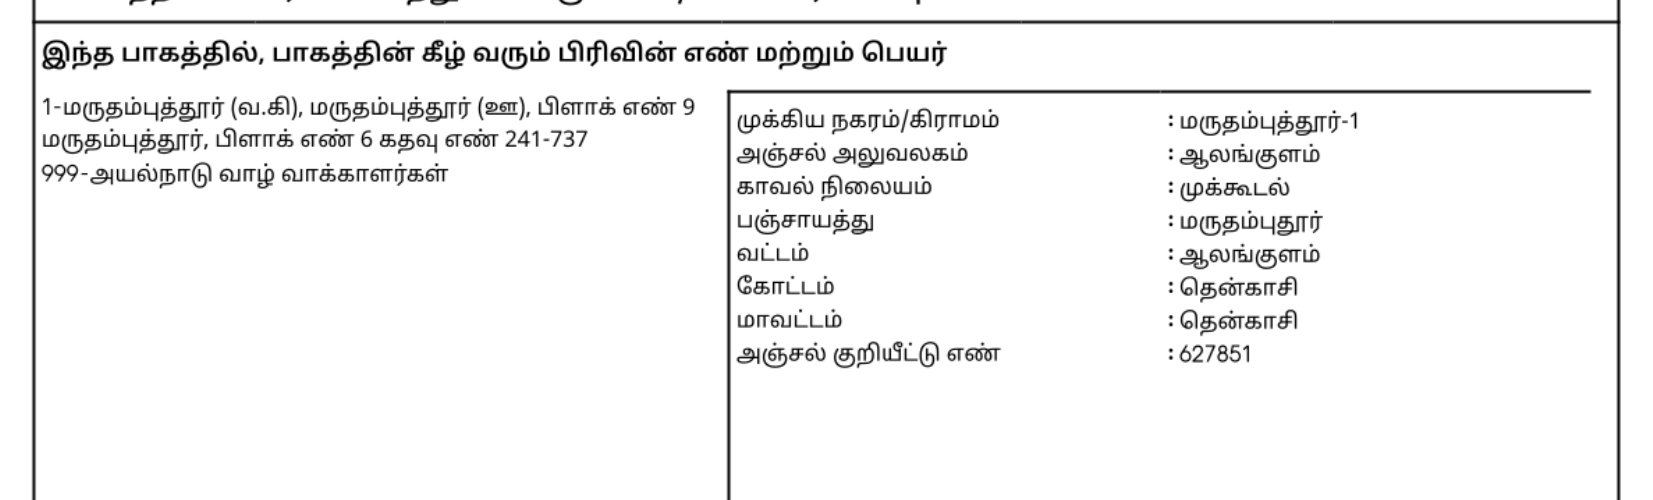 இந்த பாகத்தில், பாகத்தின் கீழ் வரும் பிரிவின் எண் மற்றும் பெயர்
1-மருதம்புத்தூர் (வ.கி), மருதம்புத்தூர் (ஊ), பிளாக் எண் 9
மருதம்புத்தூர், பிளாக் எண் 6 கதவு எண் 241-737
999-அயல்நாடு வாழ் வாக்காளர்கள்
முக்கிய நகரம்/கிராமம் : மருதம்புத்தூர்-1
அஞ்சல் அலுவலகம் : ஆலங்குளம்
காவல் நிலையம் : முக்கூடல்
பஞ்சாயத்து : மருதம்புதூர்
வட்டம் : ஆலங்குளம்
கோட்டம் : தென்காசி
மாவட்டம் : தென்காசி
அஞ்சல் குறியீட்டு எண் : 627851